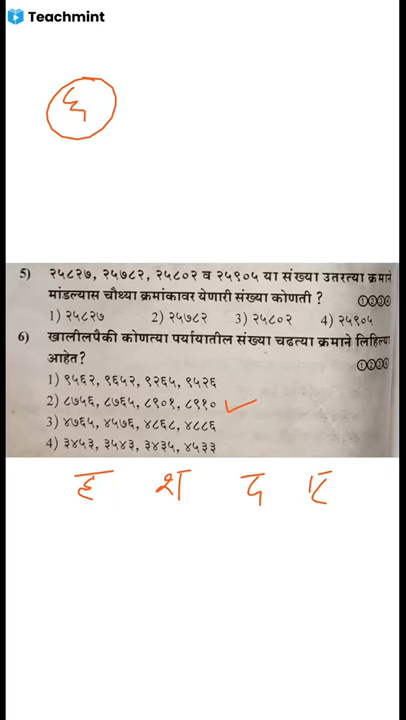 Teachmint
६
5) २५८२७, २५७८२, २५८०२ व २५९०५ या संख्या उतरत्या क्रमाने
मांडल्यास चौथ्या क्रमांकावर येणारी संख्या कोणती ? ①②③④
1) २५८२७ 2) २५७८२ 3) २५८०२ 4) २५९०५
6) खालीलपैकी कोणत्या पर्यायातील संख्या चढत्या क्रमाने लिहिल्या
आहेत? ①②③④
1) ९५६२, ९६५२, ९२६५, ९५२६
2) ८७५६, ८७६५, ८९०१, ८९१०
3) ४७६५, ४५७६, ४८६८, ४८८६
4) ३४५३, ३५४३, ३४३५, ४५३३
ह श द ए